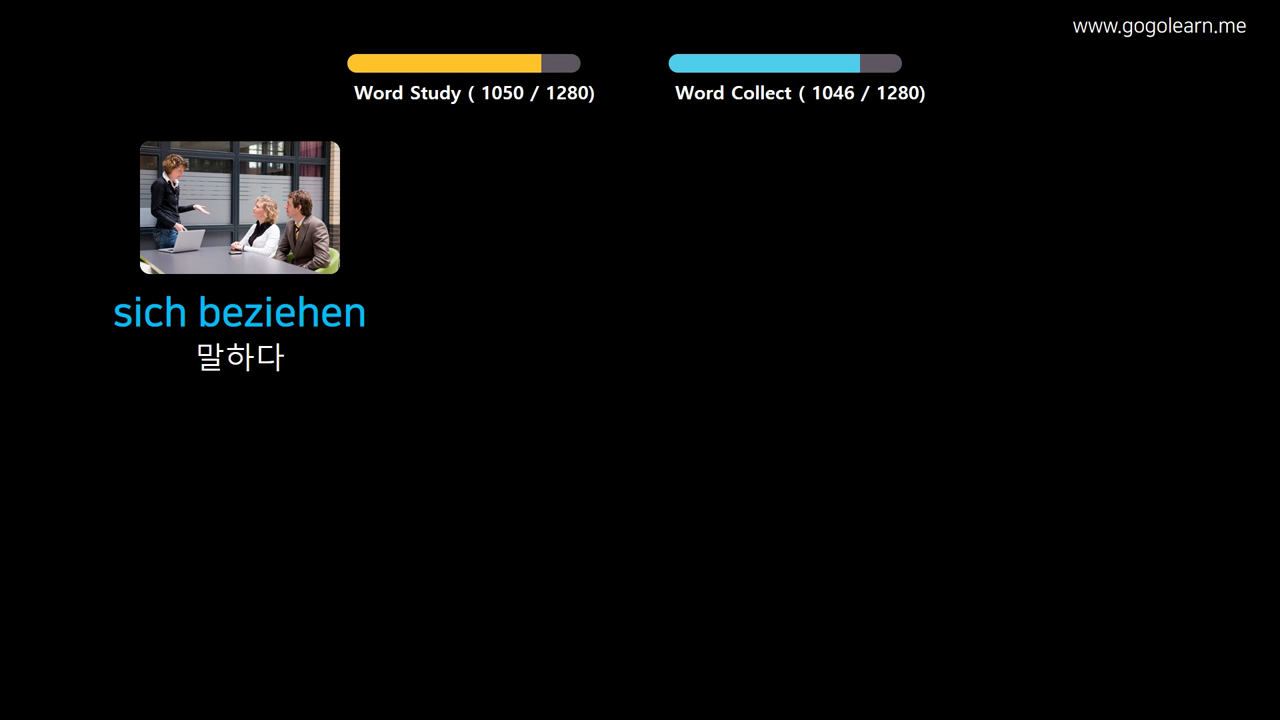 www.gogolearn.me
Word Study ( 1050 / 1280)
Word Collect ( 1046 / 1280)
sich beziehen
말하다